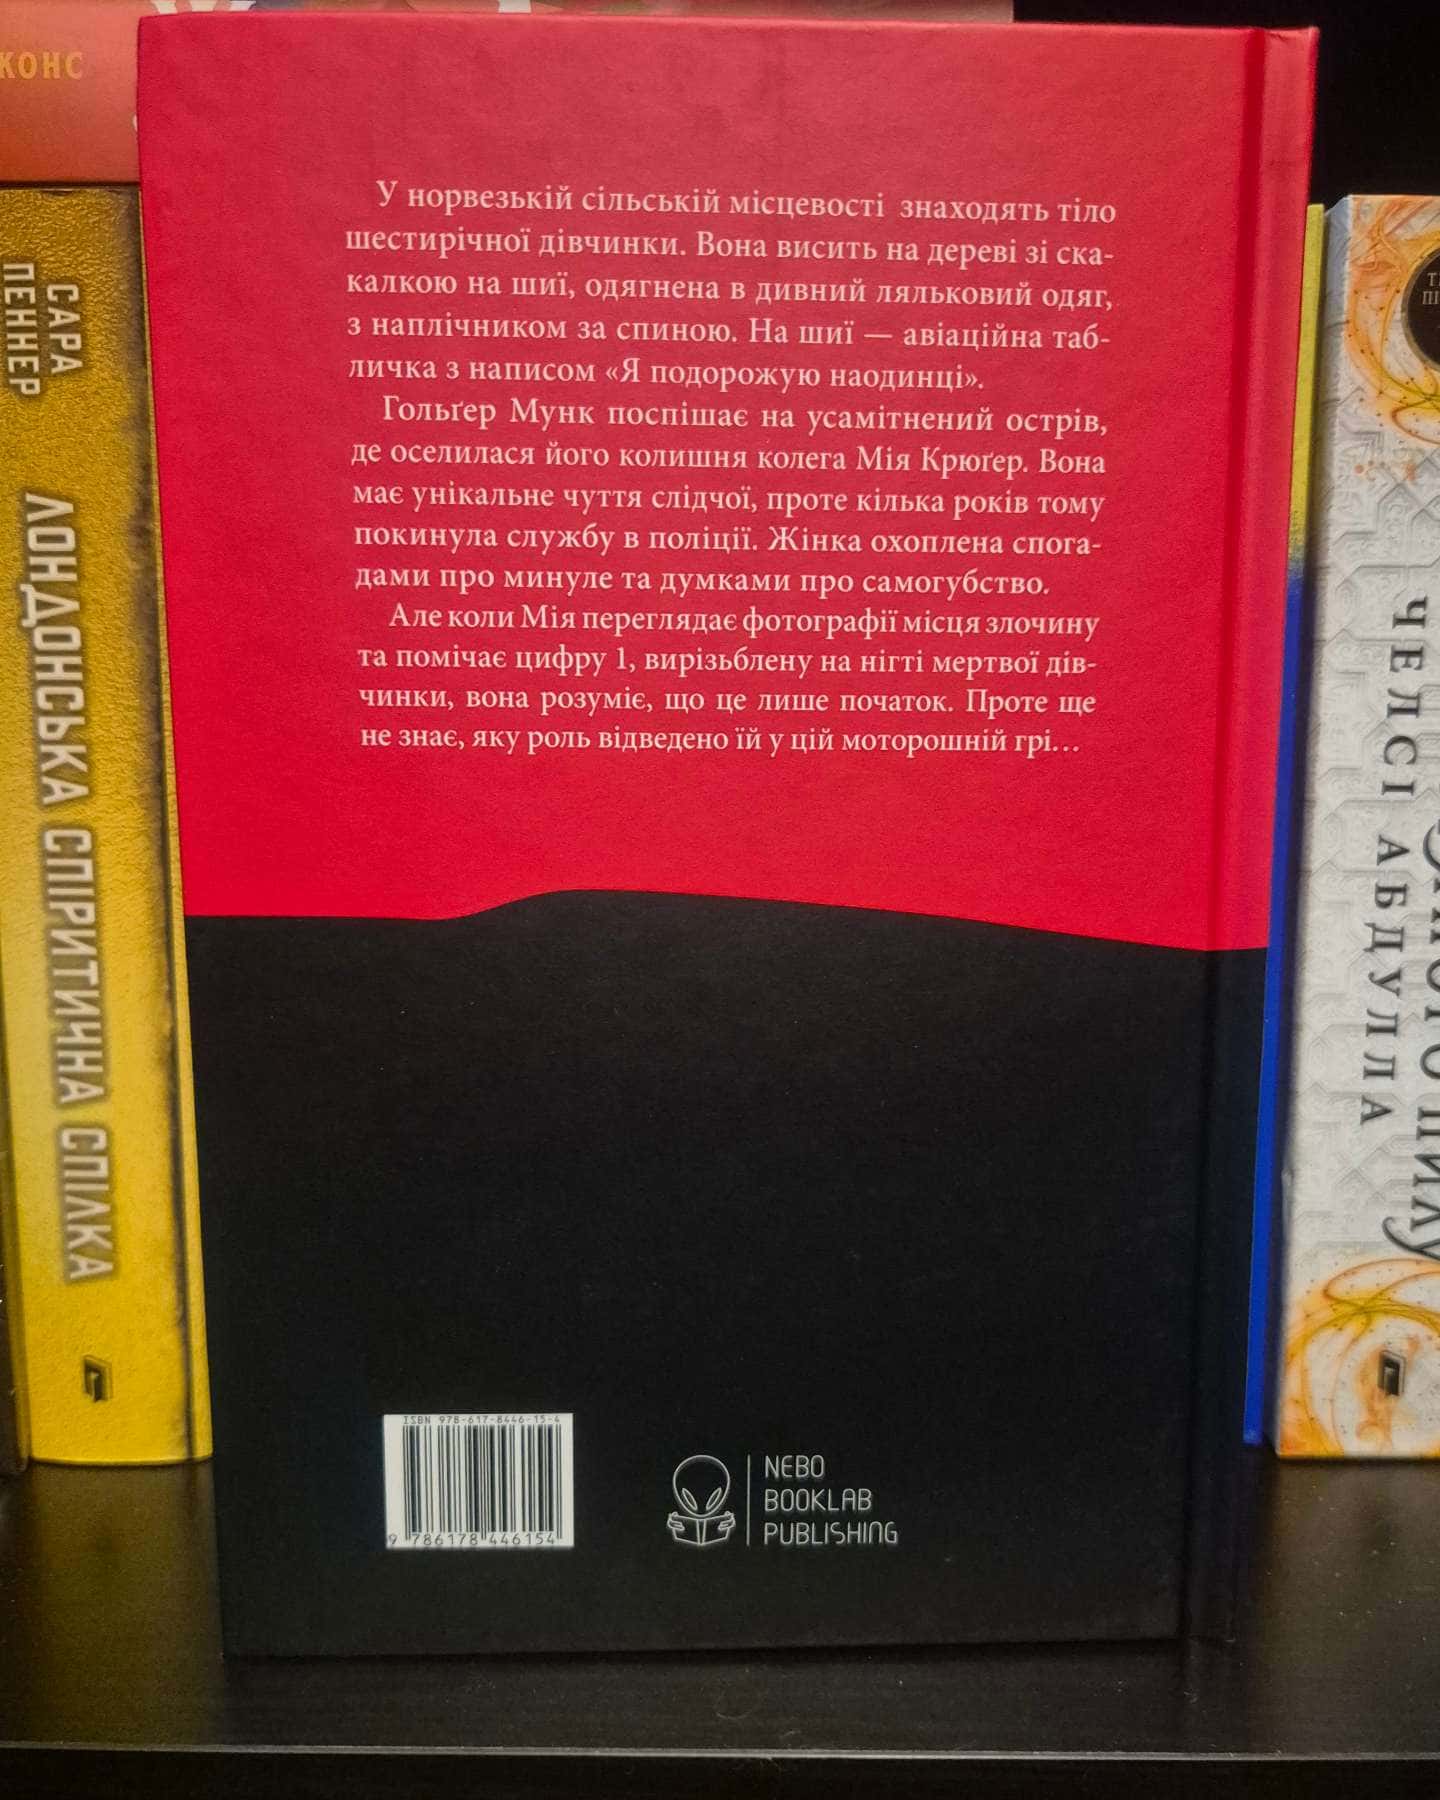 КОНС
САРА
ПЕННЕР
ЛОНДОНСЬКА СПІРИТИЧНА СПІЛКА
У норвезькій сільській місцевості знаходять тіло
шестирічної дівчинки. Вона висить на дереві зі ска-
калкою на шиї, одягнена в дивний ляльковий одяг,
з наплічником за спиною. На шиї — авіаційна таб-
личка з написом «Я подорожую наодинці».
Гольґер Мунк поспішає на усамітнений острів,
де оселилася його колишня колега Мія Крюґер. Вона
має унікальне чуття слідчої, проте кілька років тому
покинула службу в поліції. Жінка охоплена спога-
дами про минуле та думками про самогубство.
Але коли Мія переглядає фотографії місця злочину
та помічає цифру 1, вирізьблену на нігті мертвої дів-
чинки, вона розуміє, що це лише початок. Проте ще
не знає, яку роль відведено їй у цій моторошній грі...
ISBN 978-617-8446-15-4
9 786178 446154
NEBO
BOOKLAB
PUBLISHING
ЧЕЛСІ АБДУЛЛА